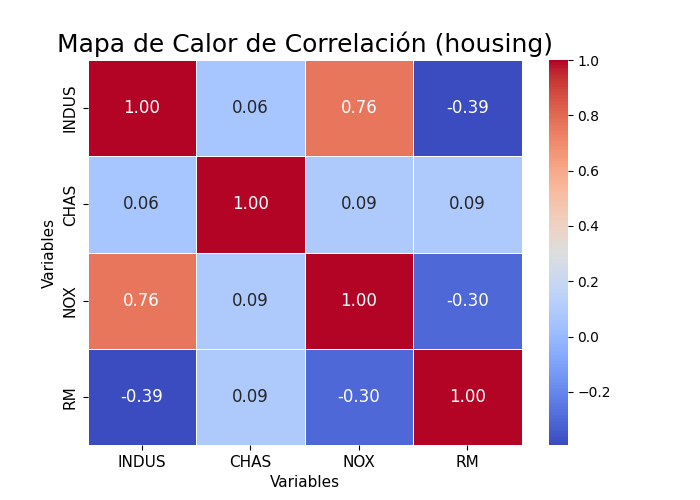 Mapa de Calor de Correlación (housing)
Variables
INDUS
1.00
0.06
0.76
-0.39
CHAS
0.06
1.00
0.09
0.09
NOX
0.76
0.09
1.00
-0.30
RM
-0.39
0.09
-0.30
1.00
INDUS
CHAS
NOX
RM
Variables
1.0
0.8
0.6
0.4
0.2
0.0
−0.2